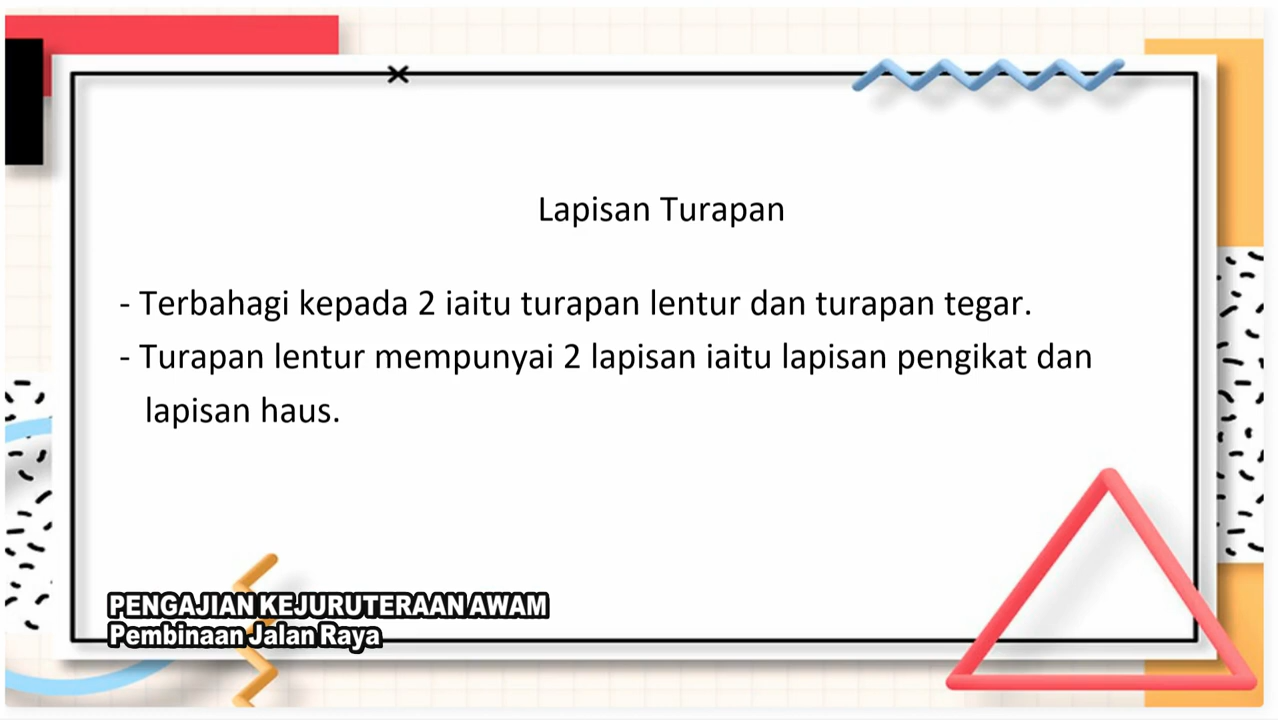 Lapisan Turapan
- Terbahagi kepada 2 iaitu turapan lentur dan turapan tegar.
- Turapan lentur mempunyai 2 lapisan iaitu lapisan pengikat dan
lapisan haus.
PENGAJIAN KEJURUTERAAN AWAM
Pembinaan Jalan Raya